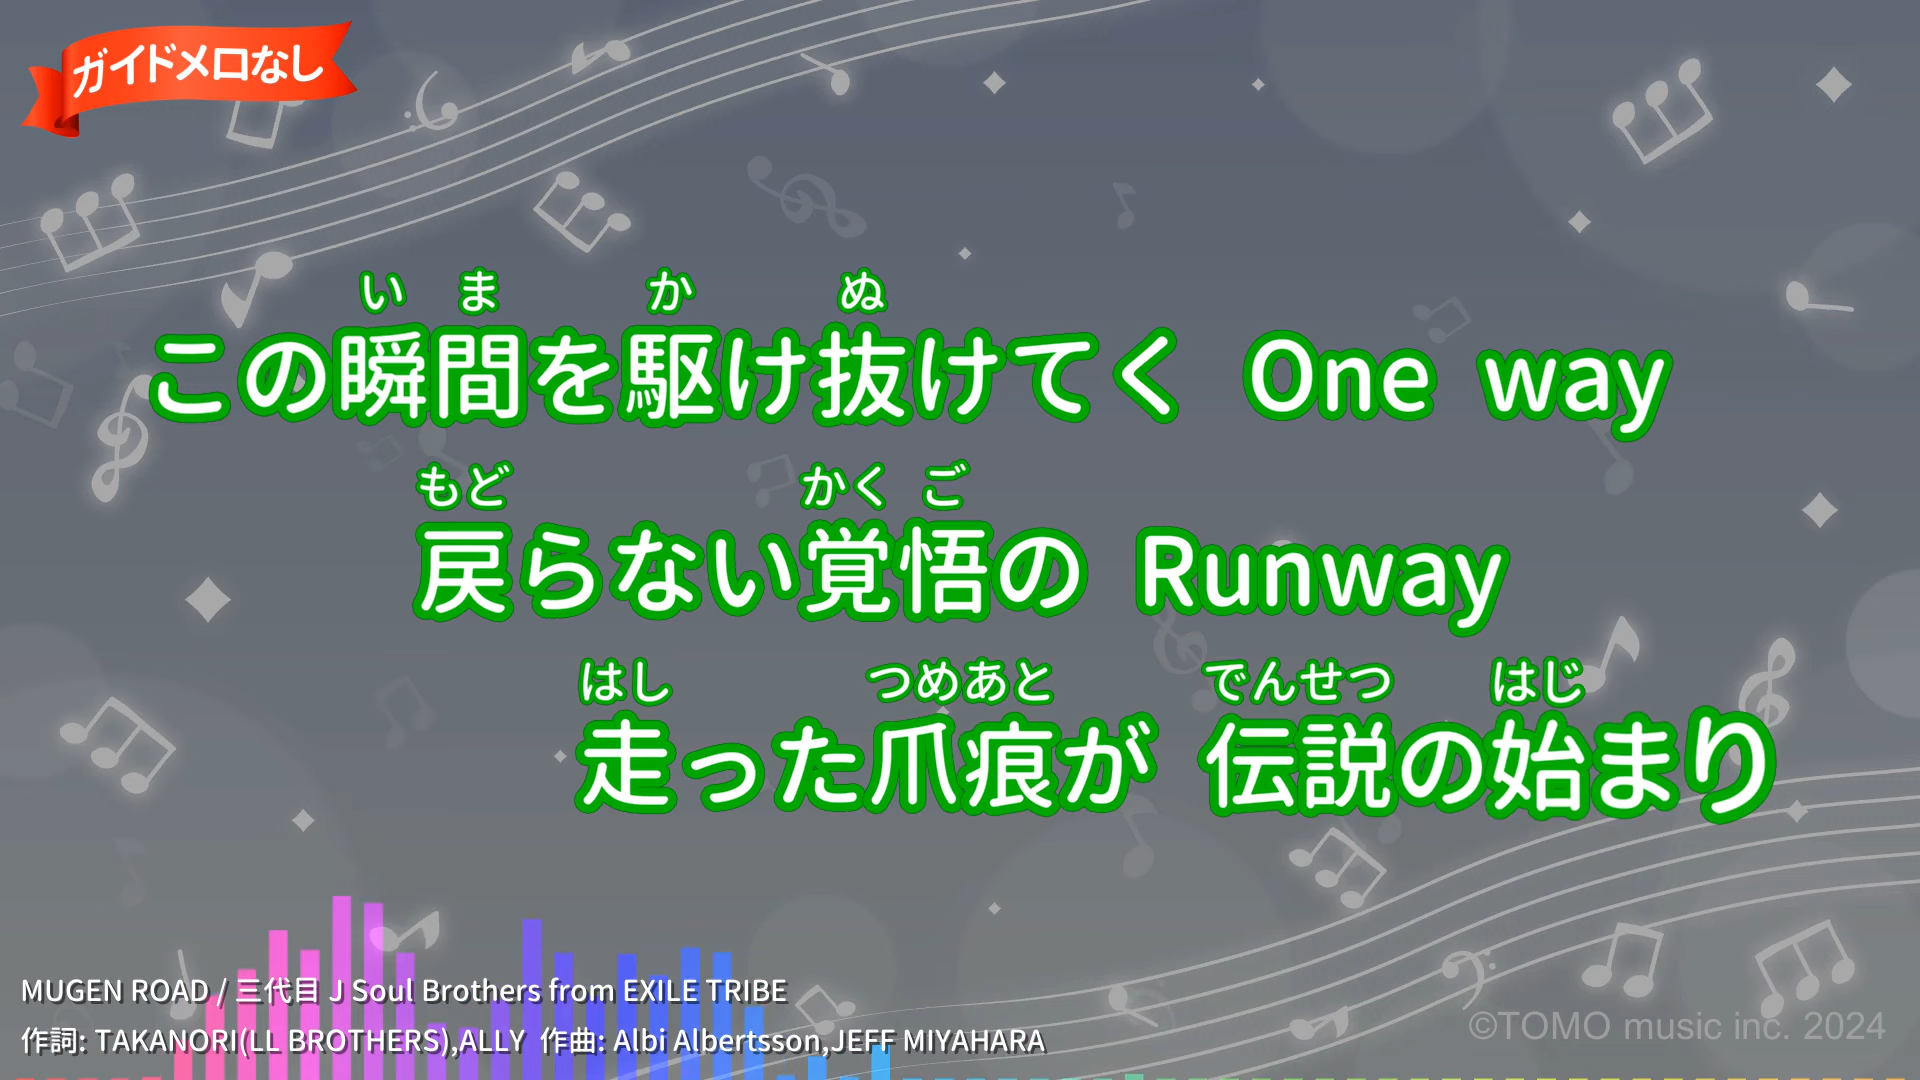 ガイドメロなし
い ま か ぬ
この瞬間を駆け抜けてく One way
もど かく ご
戻らない覚悟の Runway
はし つめあと でんせつ はじ
走った爪痕が 伝説の始まり
MUGEN ROAD / 三代目 J Soul Brothers from EXILE TRIBE
作詞: TAKANORI(LL BROTHERS),ALLY 作曲: Albi Albertsson,JEFF MIYAHARA
©TOMO music inc. 2024